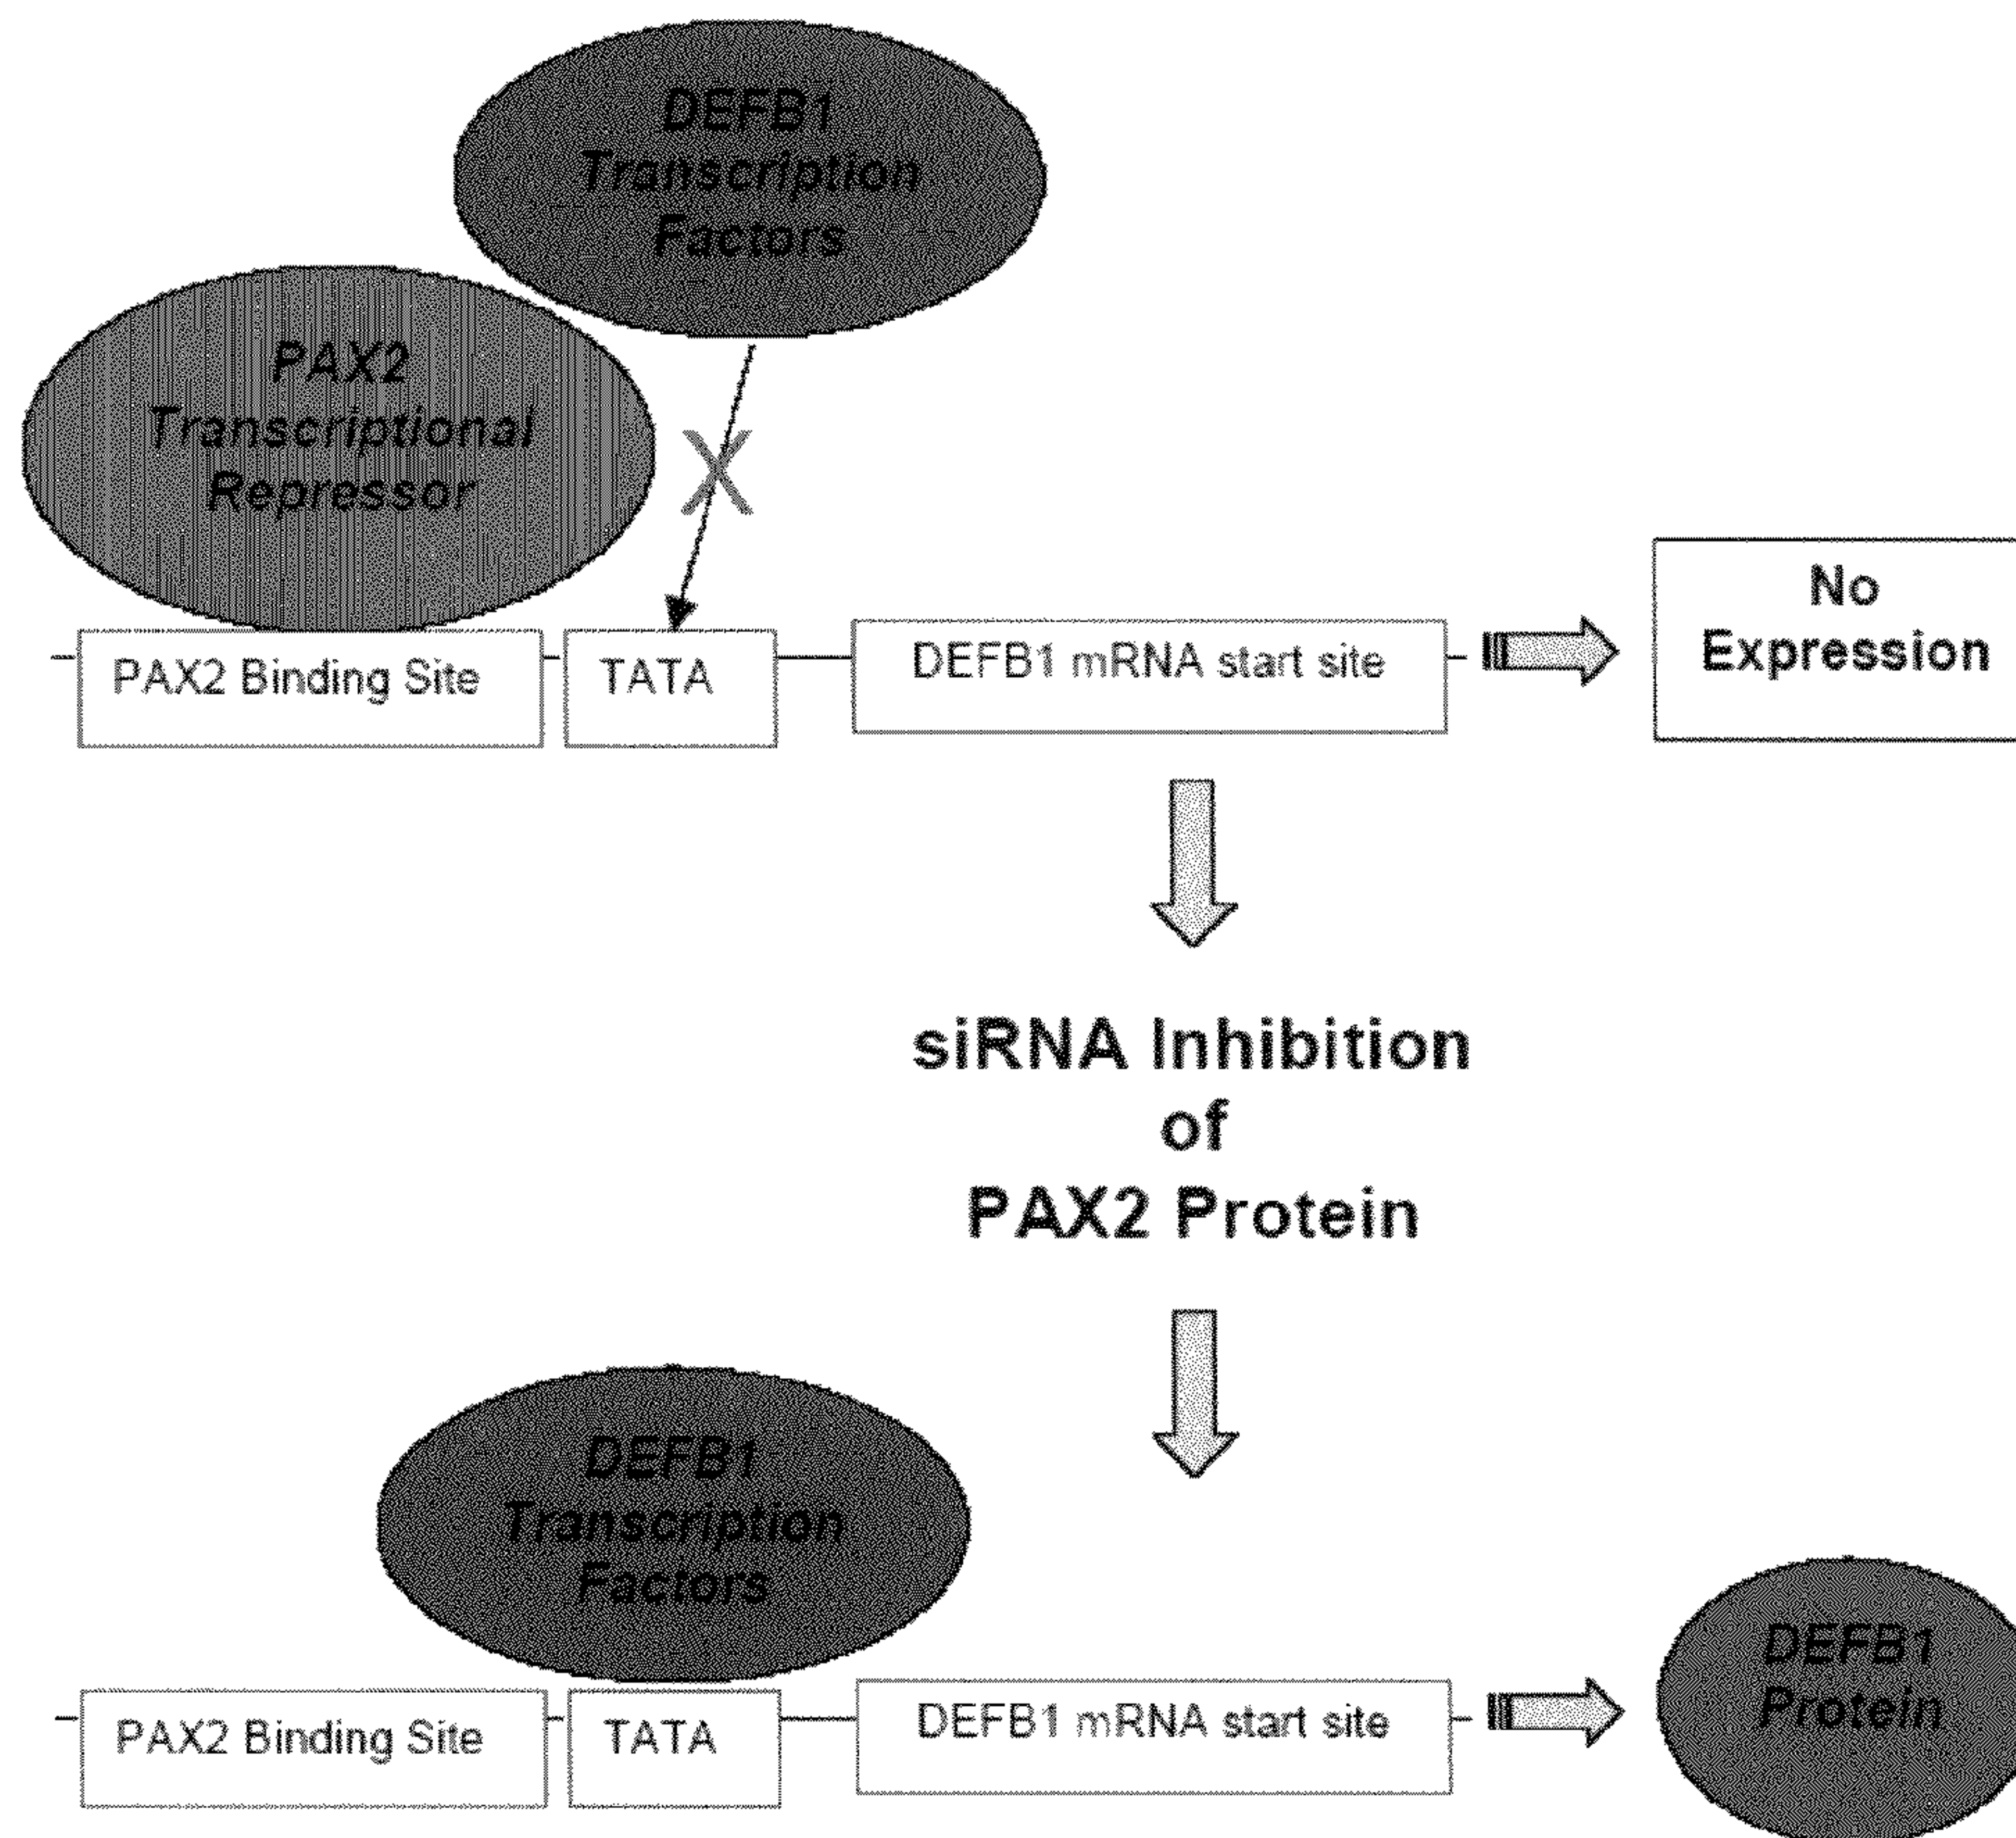 DEFB1
Transcription
Factors
PAX2
Transcriptional
Repressor
X
PAX2 Binding Site
TATA
DEFB1 mRNA start site
No
Expression
siRNA Inhibition
of
PAX2 Protein
DEFB1
Transcription
Factors
PAX2 Binding Site
TATA
DEFB1 mRNA start site
DEFB1
Protein